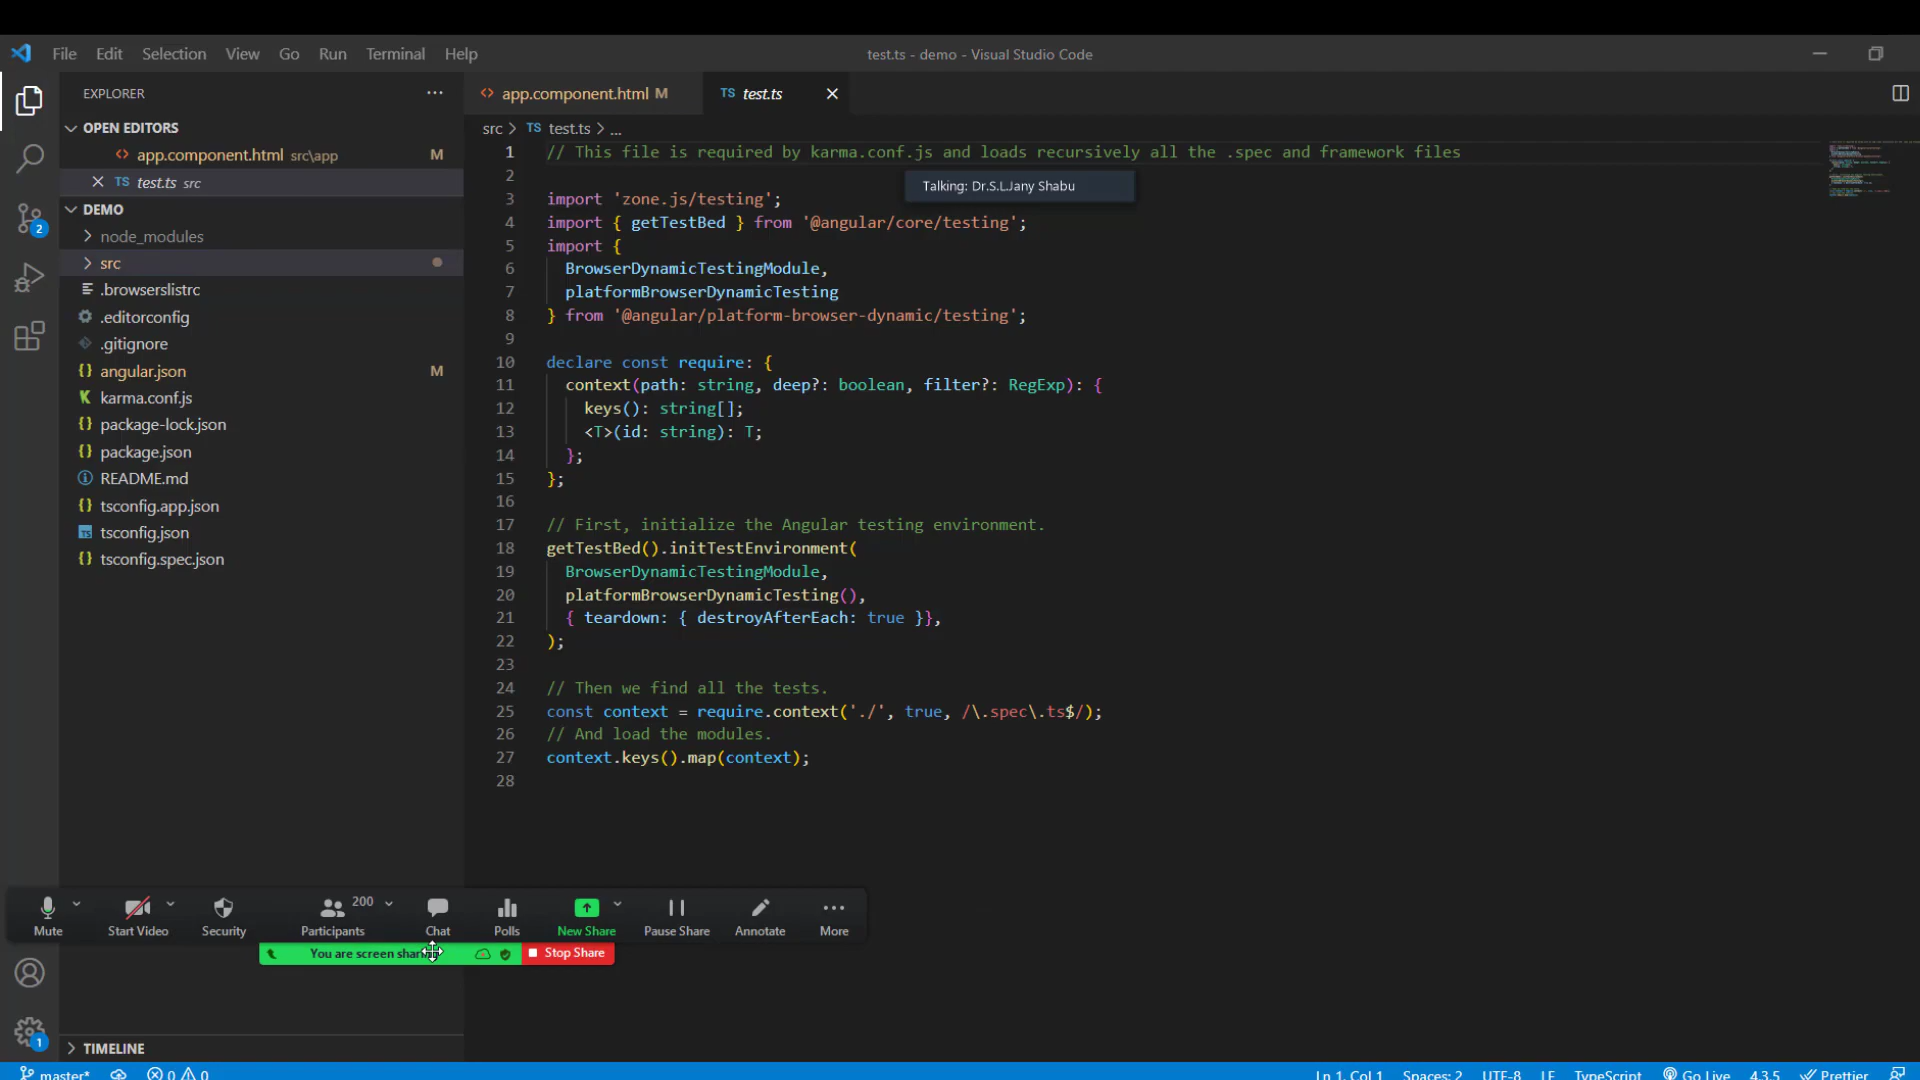 File Edit Selection View Go Run Terminal Help
test.ts - demo - Visual Studio Code
EXPLORER
OPEN EDITORS
app.component.html src\app M
test.ts src
DEMO
node_modules
src
.browserslistrc
.editorconfig
.gitignore
angular.json M
karma.conf.js
package-lock.json
package.json
README.md
tsconfig.app.json
tsconfig.json
tsconfig.spec.json
TIMELINE
2
1
app.component.html M
TS test.ts
src > TS test.ts > ...
1 // This file is required by karma.conf.js and loads recursively all the .spec and framework files
2
Talking: Dr.S.L.Jany Shabu
3 import 'zone.js/testing';
4 import { getTestBed } from '@angular/core/testing';
5 import {
6 BrowserDynamicTestingModule,
7 platformBrowserDynamicTesting
8 } from '@angular/platform-browser-dynamic/testing';
9
10 declare const require: {
11 context(path: string, deep?: boolean, filter?: RegExp): {
12 keys(): string[];
13 <T>(id: string): T;
14 };
15 };
16
17 // First, initialize the Angular testing environment.
18 getTestBed().initTestEnvironment(
19 BrowserDynamicTestingModule,
20 platformBrowserDynamicTesting(),
21 { teardown: { destroyAfterEach: true }},
22 );
23
24 // Then we find all the tests.
25 const context = require.context('./', true, /\.spec\.ts$/);
26 // And load the modules.
27 context.keys().map(context);
28
200
Mute Start Video Security Participants Chat Polls New Share Pause Share Annotate More
You are screen sharing Stop Share
master* 0 0 Ln 1, Col 1 Spaces: 2 UTF-8 LF TypeScript Go Live 4.3.5 Prettier